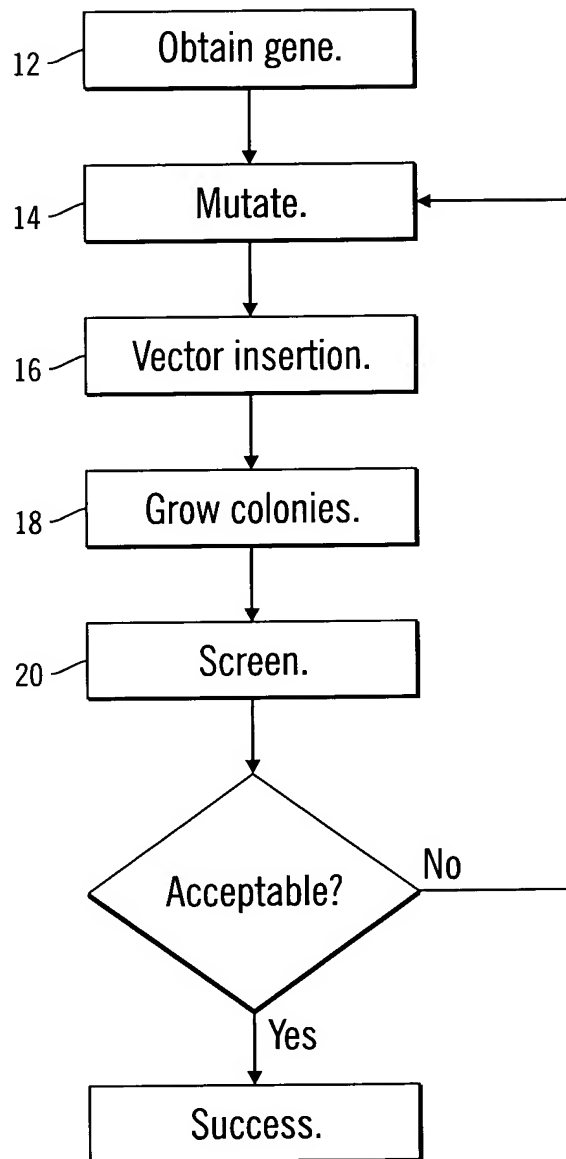 12 Obtain gene.
14 Mutate.
16 Vector insertion.
18 Grow colonies.
20 Screen.
Acceptable?
No
Yes
Success.